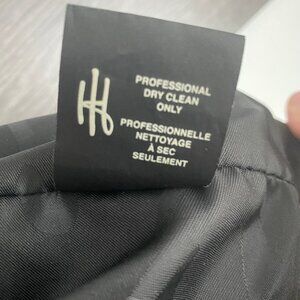 PROFESSIONAL
DRY CLEAN
ONLY
PROFESSIONNELLE
NETTOYAGE
À SEC
SEULEMENT